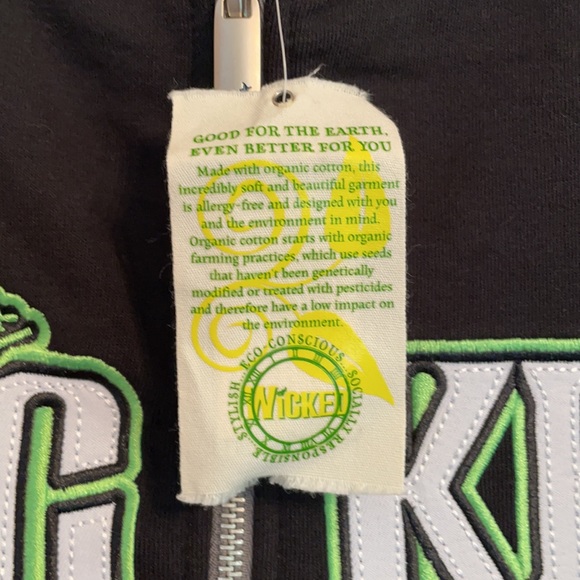 GOOD FOR THE EARTH,
EVEN BETTER FOR YOU
Made with organic cotton, this
incredibly soft and beautiful garment
is allergy-free and designed with you
and the environment in mind.
Organic cotton starts with organic
farming practices, which use seeds
that haven't been genetically
modified or treated with pesticides
and therefore have a low impact on
the environment.
STYLISH ECO-CONSCIOUS SOCIALLY RESPONSIBLE
WiCKED
C KE